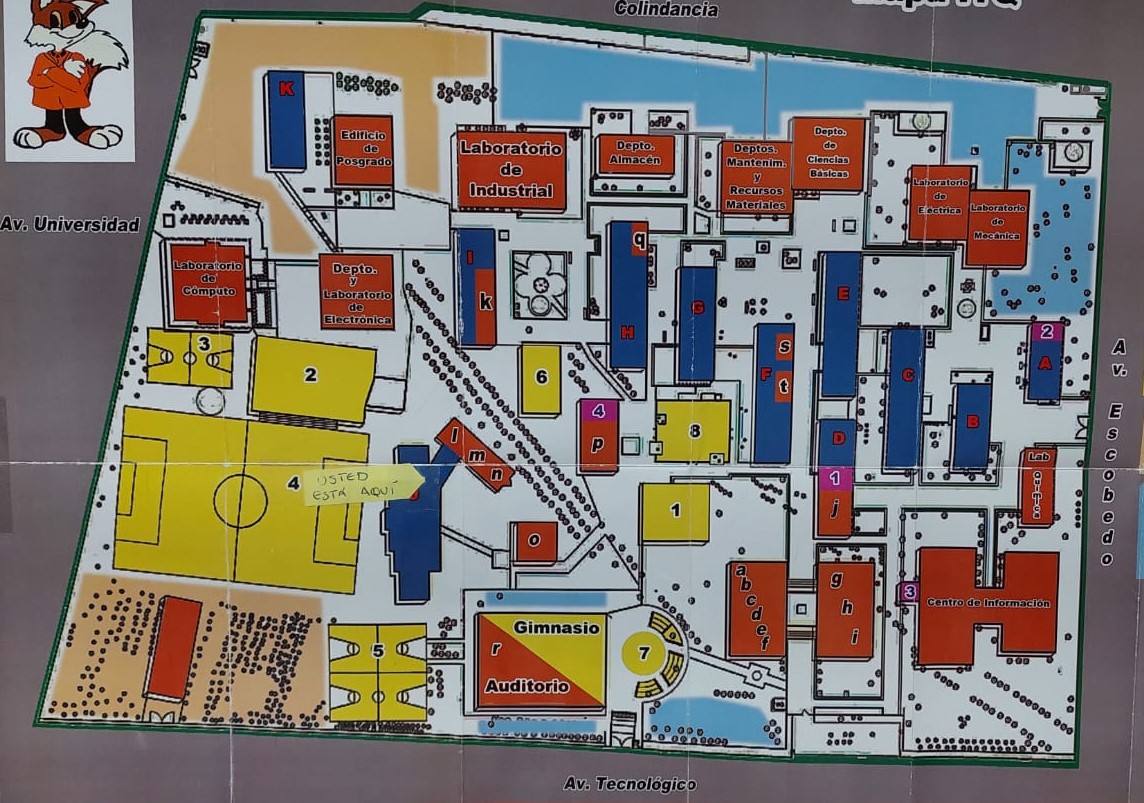 Colindancia
Mapa ITQ
K
Edificio
de
Posgrado
Laboratorio
de
Industrial
Depto.
Almacén
Deptos.
Mantenim.
y
Recursos
Materiales
Depto.
de
Ciencias
Básicas
Laboratorio
de
Eléctrica
Laboratorio
de
Mecánica
Av. Universidad
Laboratorio
de
Cómputo
Depto.
y
Laboratorio
de
Electrónica
I
k
q
H
G
E
s
F
t
C
2
A
B
D
1
j
3
2
6
4
p
8
l
m
n
4
USTED
ESTÁ AQUÍ
1
o
Lab
Química
Av. Escobedo
a
b
c
d
e
f
g
h
i
3
Centro de Información
5
Gimnasio
r
Auditorio
7
Av. Tecnológico